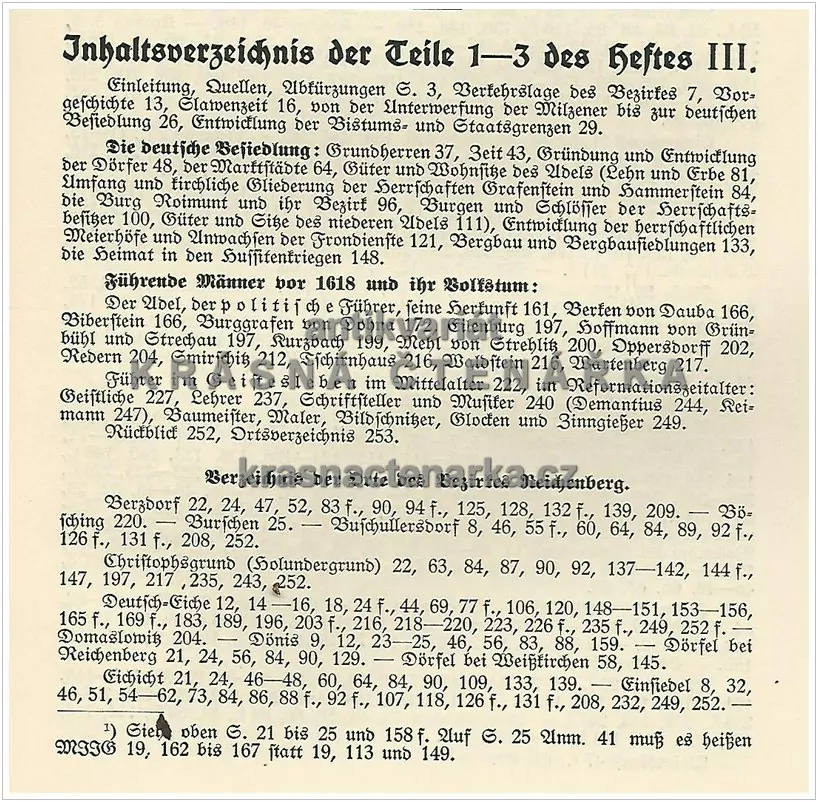 Inhaltsverzeichnis der Teile 1—3 des Heftes III.
Einleitung, Quellen, Abkürzungen S. 3, Verkehrslage des Bezirkes 7, Vor-
geschichte 13, Slawenzeit 16, von der Unterwerfung der Milzener bis zur deutschen
Besiedlung 26, Entwicklung der Bistums- und Staatsgrenzen 29.
Die deutsche Besiedlung: Grundherren 37, Zeit 43, Gründung und Entwicklung
der Dörfer 48, der Marktstädte 64, Güter und Wohnsitze des Adels (Lehn und Erbe 81,
Umfang und kirchliche Gliederung der Herrschaften Grafenstein und Hammerstein 84,
die Burg Roimunt und ihr Bezirk 96, Burgen und Schlösser der Herrschafts-
besitzer 100, Güter und Sitze des niederen Adels 111), Entwicklung der herrschaftlichen
Meierhöfe und Anwachsen der Frondienste 121, Bergbau und Bergbausiedlungen 133,
die Heimat in den Hussitenkriegen 148.
Führende Männer vor 1618 und ihr Volkstum:
Der Adel, der politische Führer, seine Herkunft 161, Berken von Dauba 166,
Biberstein 166, Burggrafen von Dohna 172, Eilenburg 197, Hoffmann von Grün-
bühl und Strechau 197, Kurzbach 199, Mehl von Strehlitz 200, Oppersdorff 202,
Redern 204, Smirschitz 212, Tschirnhaus 216, Waldstein 216, Wartenberg 217.
Führer im Geistesleben im Mittelalter 222, im Reformationszeitalter:
Geistliche 227, Lehrer 237, Schriftsteller und Musiker 240 (Demantius 244, Kei-
mann 247), Baumeister, Maler, Bildschnitzer, Glocken und Zinngießer 249.
Rückblick 252, Ortsverzeichnis 253.
antikvariát
KRÁSNÁ ČTENÁŘKA
krasnactenarka.cz
Verzeichnis der Orte des Bezirkes Reichenberg.
Berzdorf 22, 24, 47, 52, 83 f., 90, 94 f., 125, 128, 132 f., 139, 209. — Bö-
sching 220. — Burschen 25. — Buschullersdorf 8, 46, 55 f., 60, 64, 84, 89, 92 f.,
126 f., 131 f., 208, 252.
Christophsgrund (Holundergrund) 22, 63, 84, 87, 90, 92, 137—142, 144 f.,
147, 197, 217 ,235, 243, 252.
Deutsch-Eiche 12, 14 —16, 18, 24 f., 44, 69, 77 f., 106, 120, 148—151, 153—156,
165 f., 169 f., 183, 189, 196, 203 f., 216, 218—220, 223, 226 f., 235 f., 249, 252 f. —
Domaslowitz 204. — Dönis 9, 12, 23—25, 46, 56, 83, 88, 159. — Dörfel bei
Reichenberg 21, 24, 56, 84, 90, 129. — Dörfel bei Weißkirchen 58, 145.
Eichicht 21, 24, 46—48, 60, 64, 84, 90, 109, 133, 139. — Einsiedel 8, 32,
46, 51, 54—62, 73, 84, 86, 88 f., 92 f., 107, 118, 126 f., 131 f., 208, 232, 249, 252. —
¹) Siehe oben S. 21 bis 25 und 158 f. Auf S. 25 Anm. 41 muß es heißen
MIIG 19, 162 bis 167 statt 19, 113 und 149.